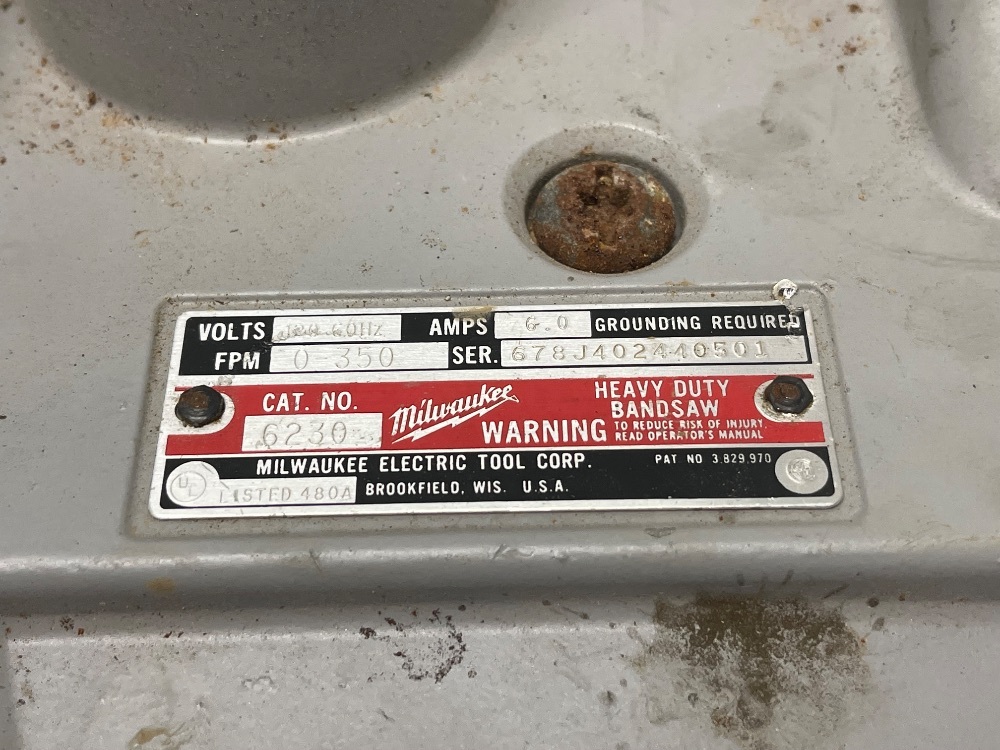 VOLTS 60HZ AMPS 6.0 GROUNDING REQUIRED
FPM 0-350 SER. 678J402440501
CAT. NO. Milwaukee HEAVY DUTY
6230 BANDSAW
WARNING TO REDUCE RISK OF INJURY
READ OPERATOR'S MANUAL
MILWAUKEE ELECTRIC TOOL CORP. PAT NO 3,829,970
UL LISTED 480A BROOKFIELD, WIS. U.S.A.